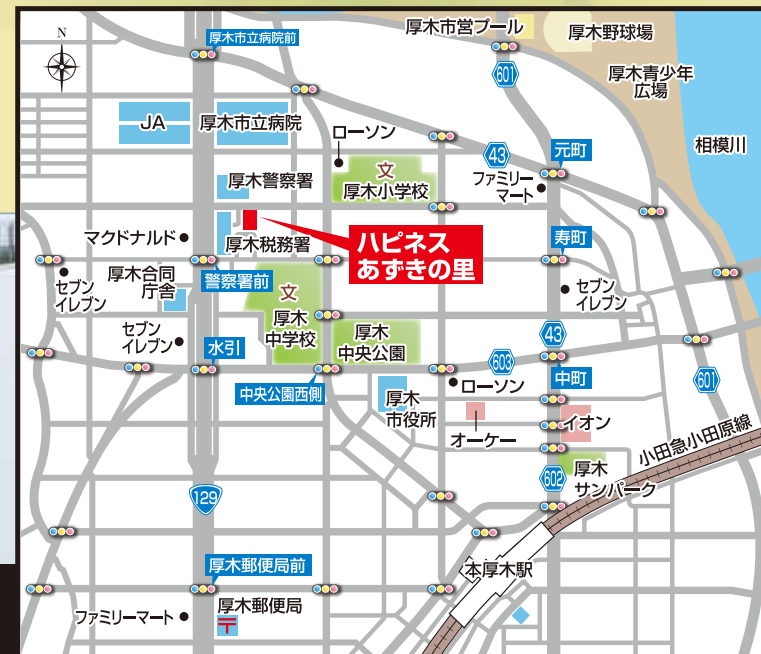 厚木市営プール
厚木野球場
N
厚木市立病院前
601
厚木青少年
広場
JA
厚木市立病院
ローソン
43
元町
相模川
文
厚木小学校
ファミリー
マート
厚木警察署
マクドナルド
厚木税務署
ハピネス
あずきの里
寿町
セブン
イレブン
厚木合同
庁舎
警察署前
文
厚木
中学校
セブン
イレブン
セブン
イレブン
水引
厚木
中央公園
43
603
中町
601
中央公園西側
厚木
市役所
ローソン
オーケー
イオン
小田急小田原線
厚木
サンパーク
602
129
本厚木駅
厚木郵便局前
ファミリーマート
厚木郵便局
〒